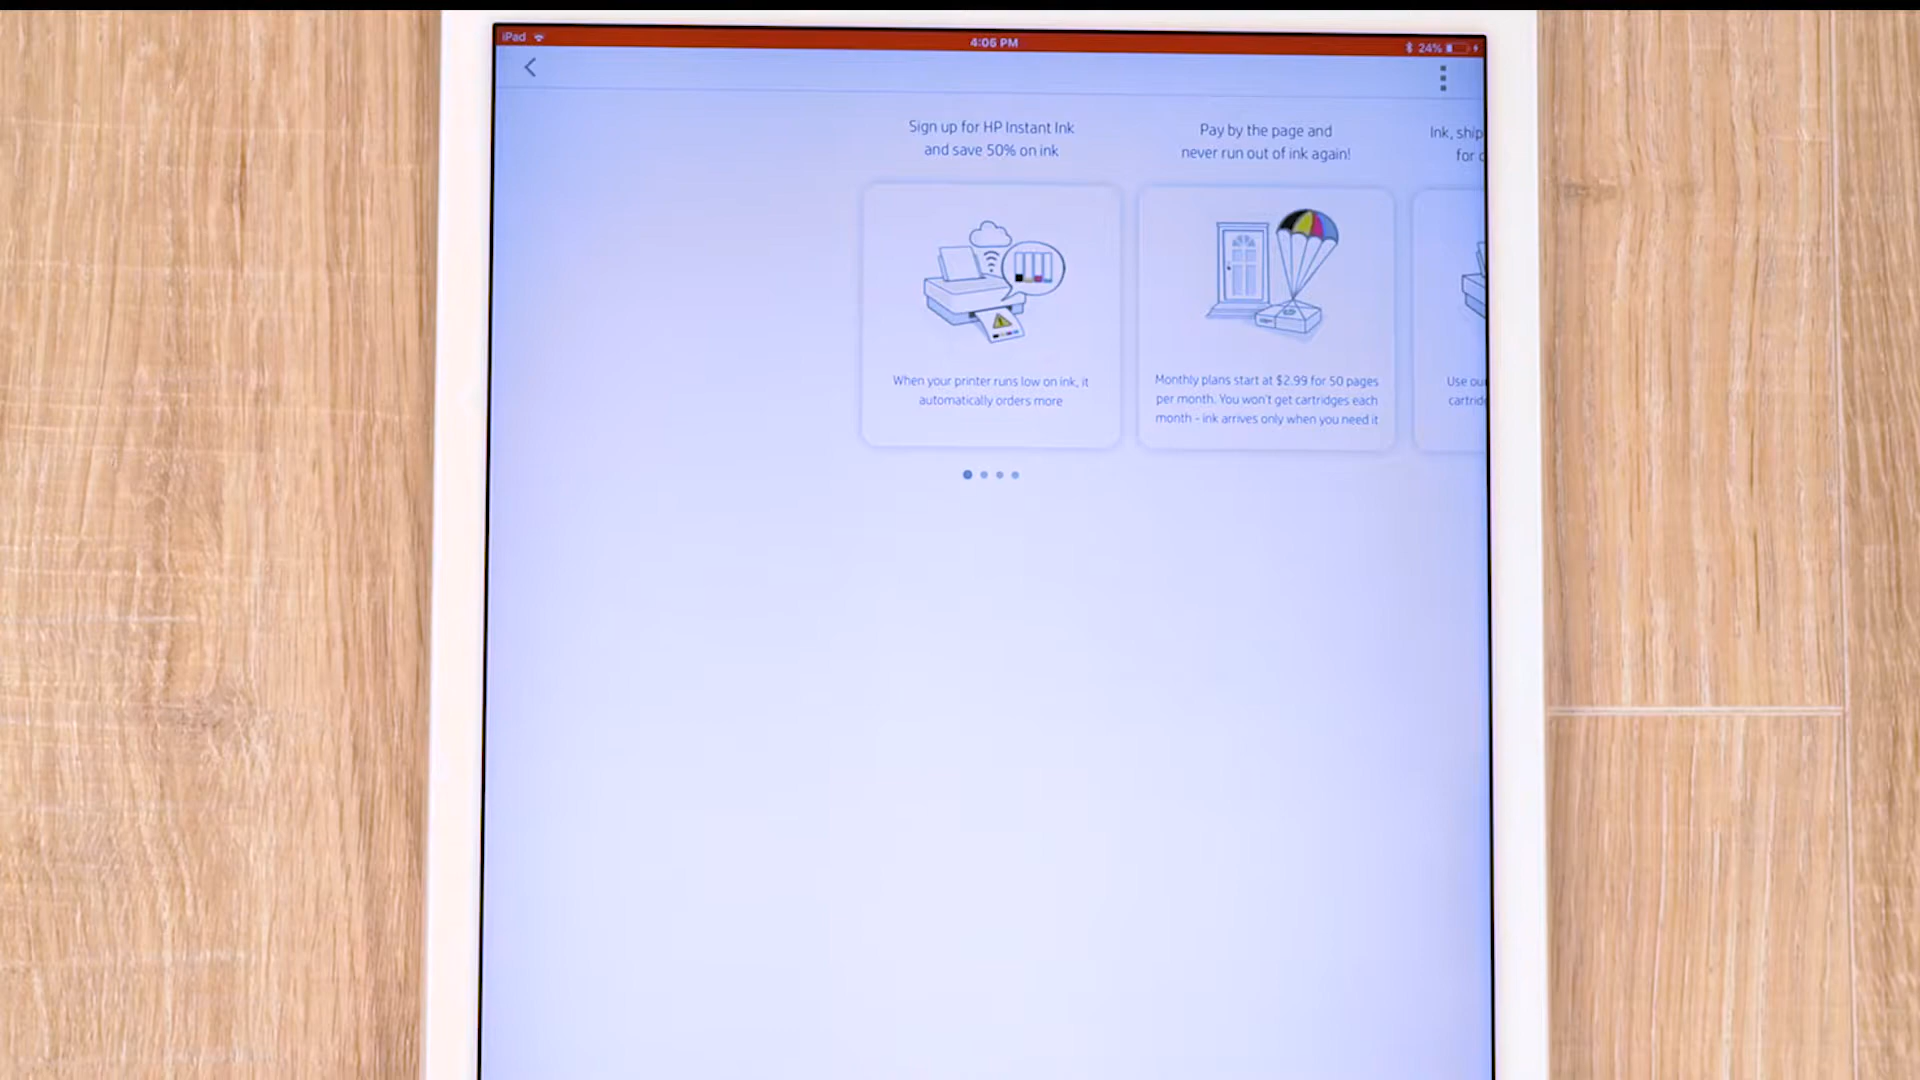 iPad
4:06 PM
24%
Sign up for HP Instant Ink
and save 50% on ink
Pay by the page and
never run out of ink again!
Ink, ship
for
When your printer runs low on ink, it
automatically orders more
Monthly plans start at $2.99 for 50 pages
per month. You won't get cartridges each
month - ink arrives only when you need it
Use